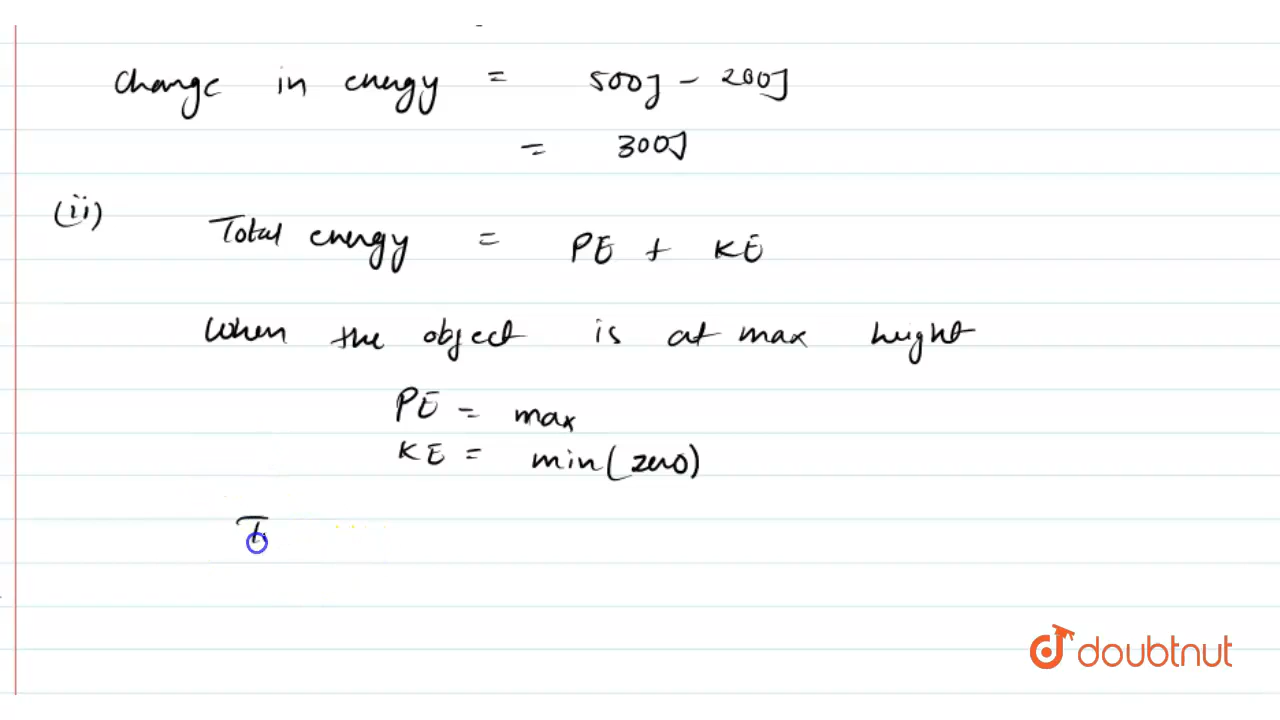 Change in energy = 500J - 200J
= 300J
(ii) Total energy = PE + KE
When the object is at max height
PE = max
KE = min(zero)
T
doubtnut